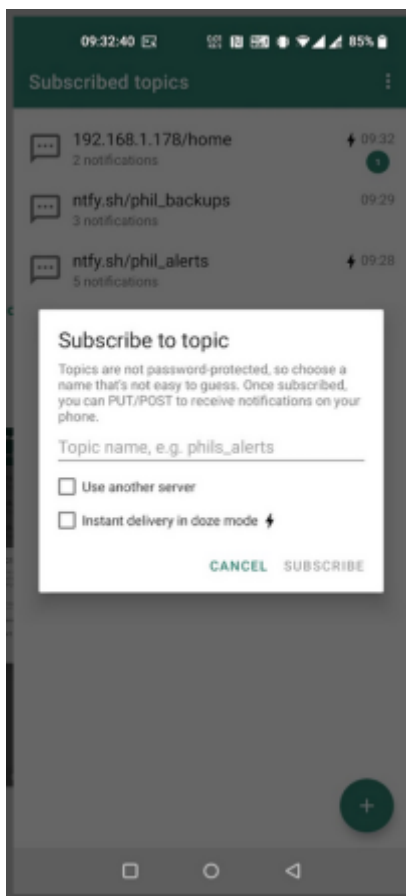 09:32:40
85%
Subscribed topics
192.168.1.178/home
09:32
2 notifications
1
ntfy.sh/phil_backups
09:29
3 notifications
ntfy.sh/phil_alerts
09:28
5 notifications
Subscribe to topic
Topics are not password-protected, so choose a
name that's not easy to guess. Once subscribed,
you can PUT/POST to receive notifications on your
phone.
Topic name, e.g. phils_alerts
Use another server
Instant delivery in doze mode
CANCEL SUBSCRIBE